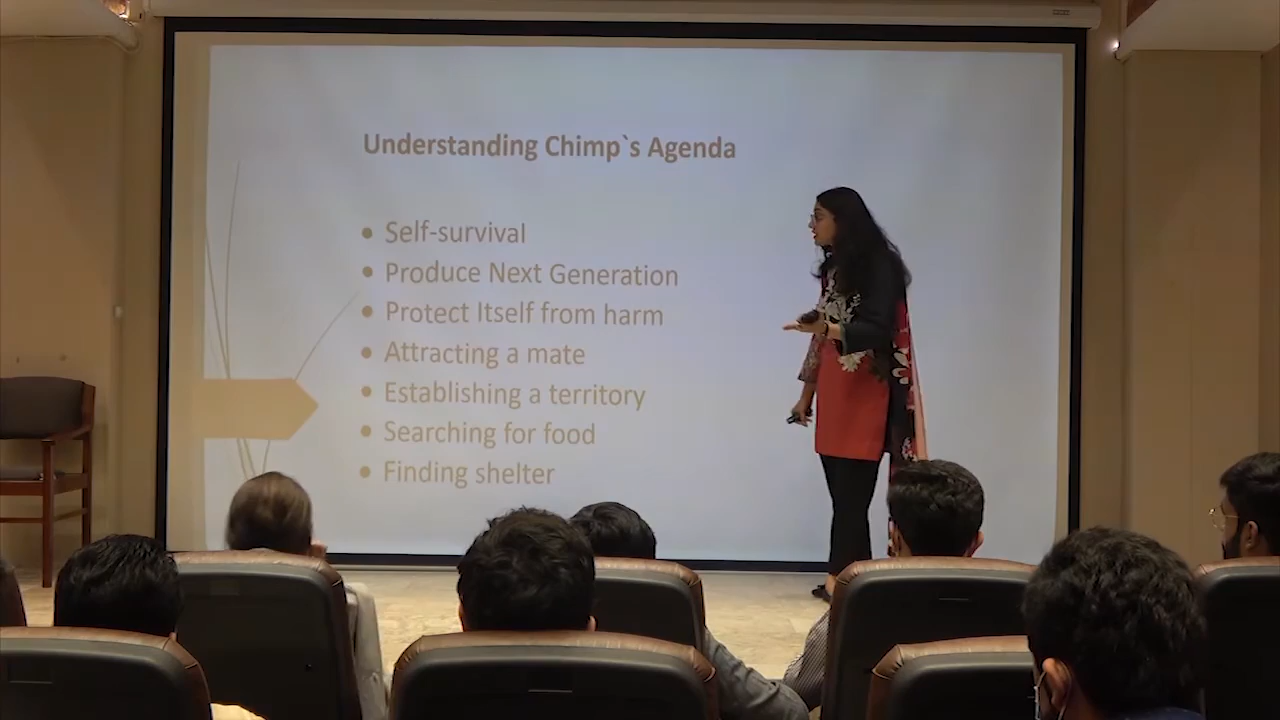 Understanding Chimp`s Agenda
• Self-survival
• Produce Next Generation
• Protect Itself from harm
• Attracting a mate
• Establishing a territory
• Searching for food
• Finding shelter